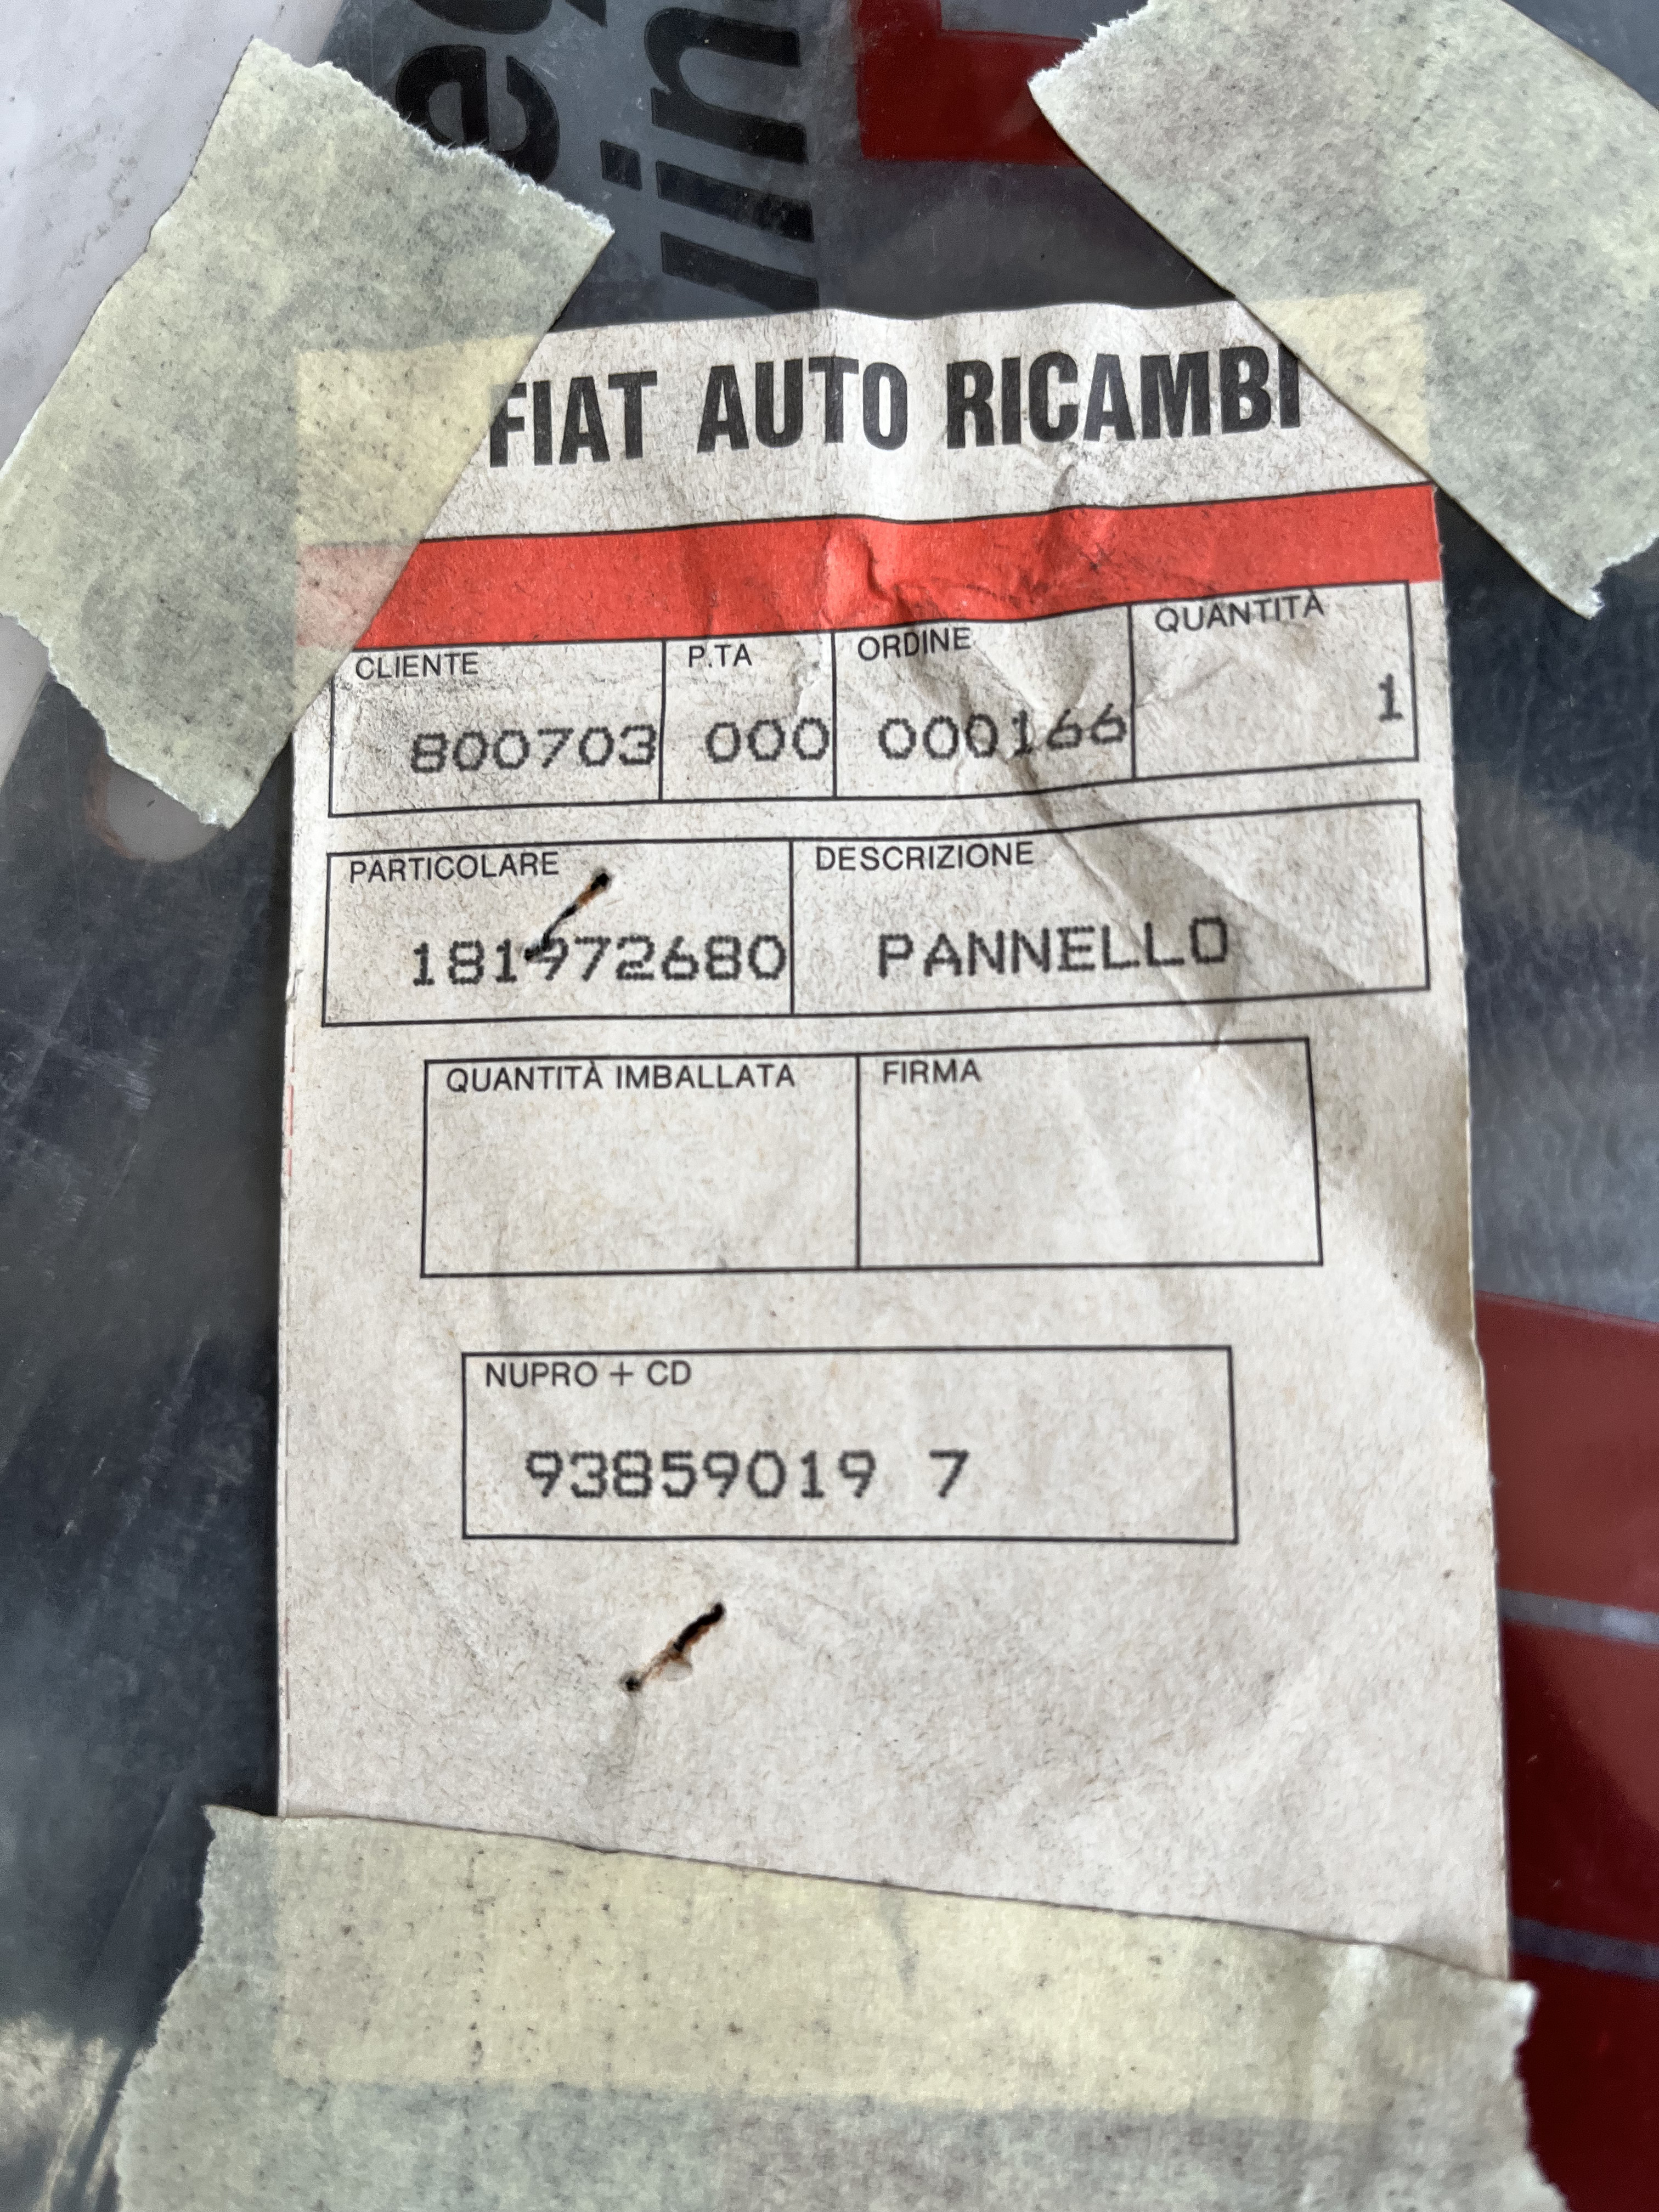 FIAT AUTO RICAMBI
CLIENTE P.TA ORDINE QUANTITÀ
800703 000 000166 1
PARTICOLARE DESCRIZIONE
181972680 PANNELLO
QUANTITÀ IMBALLATA FIRMA
NUPRO + CD
93859019 7